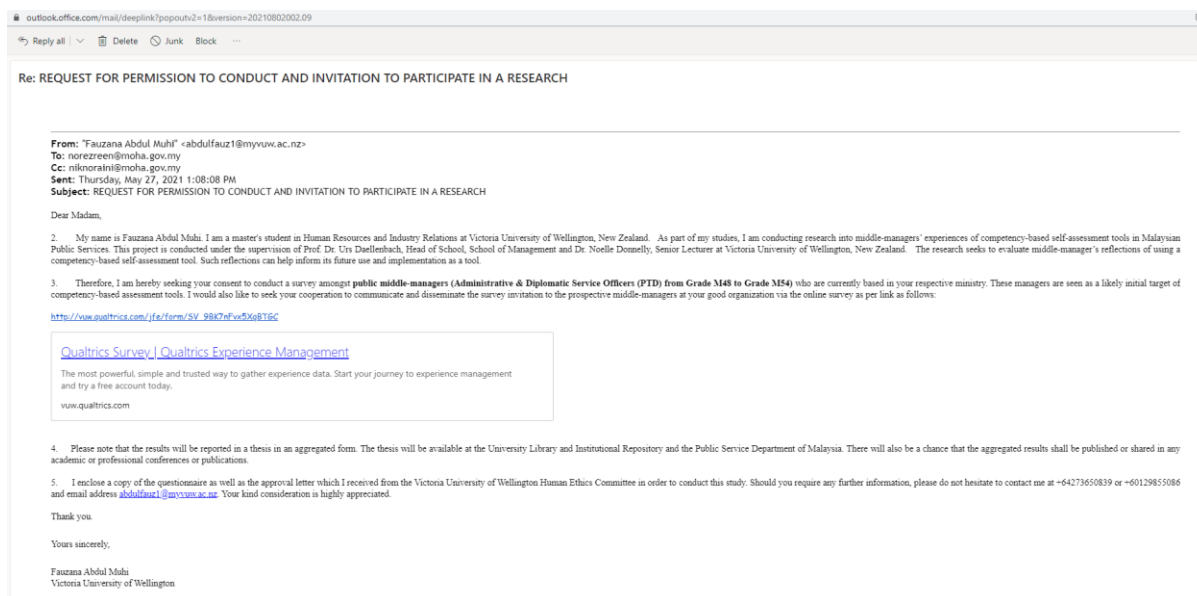 outlook.office.com/mail/deeplink?popoutv2=1&version=20210802002.09
Reply all Delete Junk Block ...
Re: REQUEST FOR PERMISSION TO CONDUCT AND INVITATION TO PARTICIPATE IN A RESEARCH
From: "Fauzana Abdul Muhi" <abdulfauz1@myvuw.ac.nz>
To: norezreen@moha.gov.my
Cc: niknoraini@moha.gov.my
Sent: Thursday, May 27, 2021 1:08:08 PM
Subject: REQUEST FOR PERMISSION TO CONDUCT AND INVITATION TO PARTICIPATE IN A RESEARCH
Dear Madam,
2. My name is Fauzana Abdul Muhi. I am a master's student in Human Resources and Industry Relations at Victoria University of Wellington, New Zealand. As part of my studies, I am conducting research into middle-managers' experiences of competency-based self-assessment tools in Malaysian
Public Services. This project is conducted under the supervision of Prof. Dr. Urs Daellenbach, Head of School, School of Management and Dr. Noelle Donnelly, Senior Lecturer at Victoria University of Wellington, New Zealand. The research seeks to evaluate middle-manager's reflections of using a
competency-based self-assessment tool. Such reflections can help inform its future use and implementation as a tool.
3. Therefore, I am hereby seeking your consent to conduct a survey amongst public middle-managers (Administrative & Diplomatic Service Officers (PTD) from Grade M48 to Grade M54) who are currently based in your respective ministry. These managers are seen as a likely initial target of
competency-based assessment tools. I would also like to seek your cooperation to communicate and disseminate the survey invitation to the prospective middle-managers at your good organization via the online survey as per link as follows:
http://vuw.qualtrics.com/jfe/form/SV_9BK7nFvx5XqBTGC
Qualtrics Survey | Qualtrics Experience Management
The most powerful, simple and trusted way to gather experience data. Start your journey to experience management
and try a free account today.
vuw.qualtrics.com
4. Please note that the results will be reported in a thesis in an aggregated form. The thesis will be available at the University Library and Institutional Repository and the Public Service Department of Malaysia. There will also be a chance that the aggregated results shall be published or shared in any
academic or professional conferences or publications.
5. I enclose a copy of the questionnaire as well as the approval letter which I received from the Victoria University of Wellington Human Ethics Committee in order to conduct this study. Should you require any further information, please do not hesitate to contact me at +64273650839 or +60129855086
and email address abdulfauz1@myvuw.ac.nz. Your kind consideration is highly appreciated.
Thank you.
Yours sincerely,
Fauzana Abdul Muhi
Victoria University of Wellington